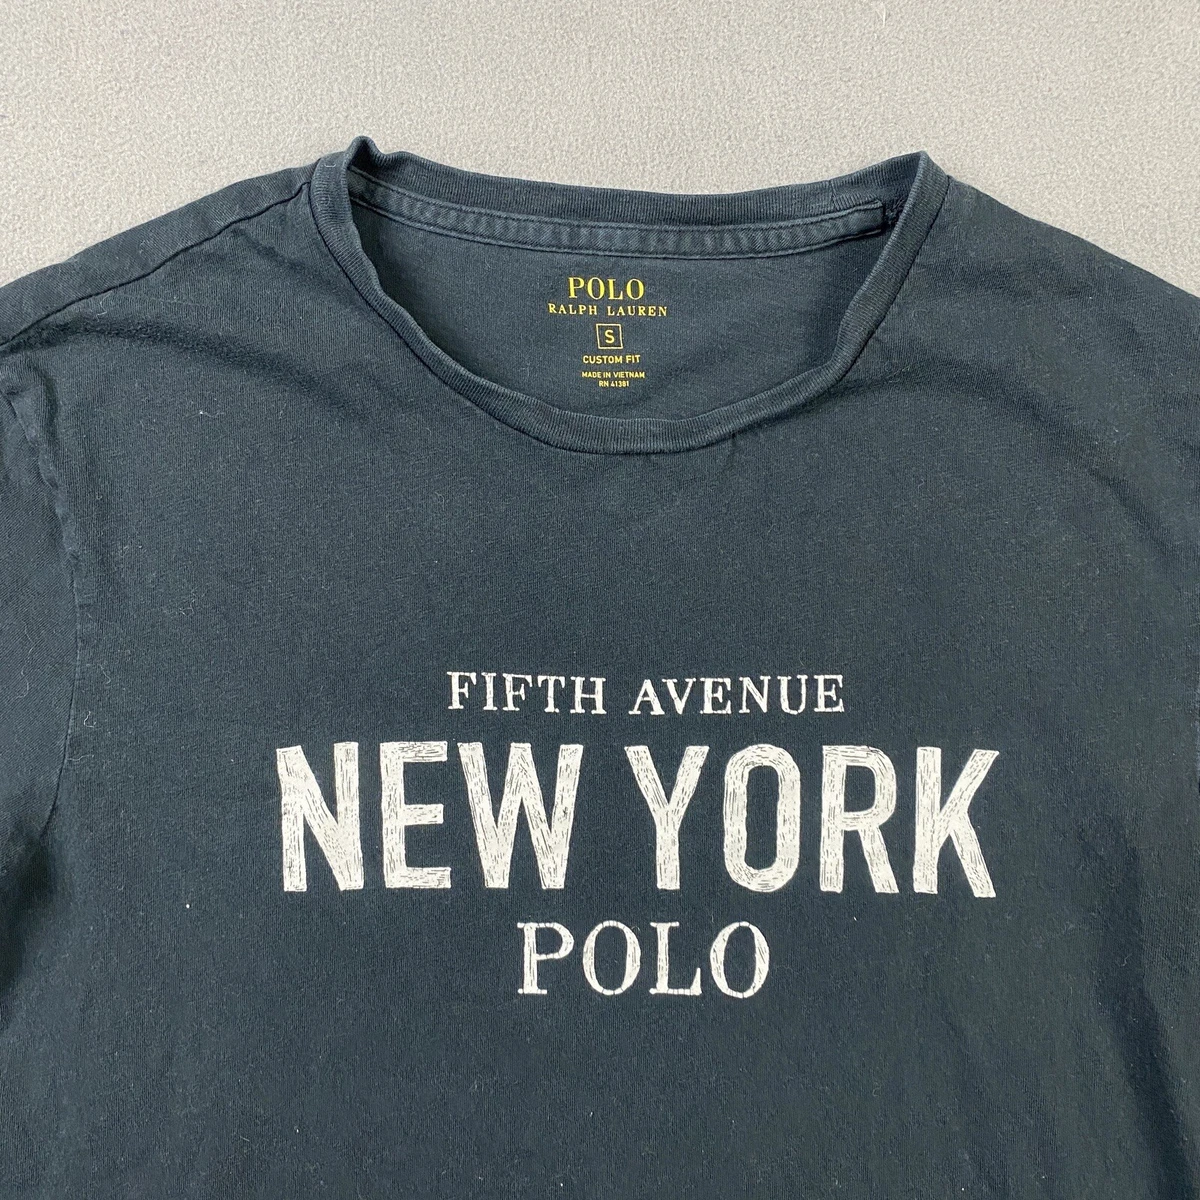 POLO
RALPH LAUREN
S
CUSTOM FIT
MADE IN VIETNAM
RN 41381
FIFTH AVENUE
NEW YORK
POLO